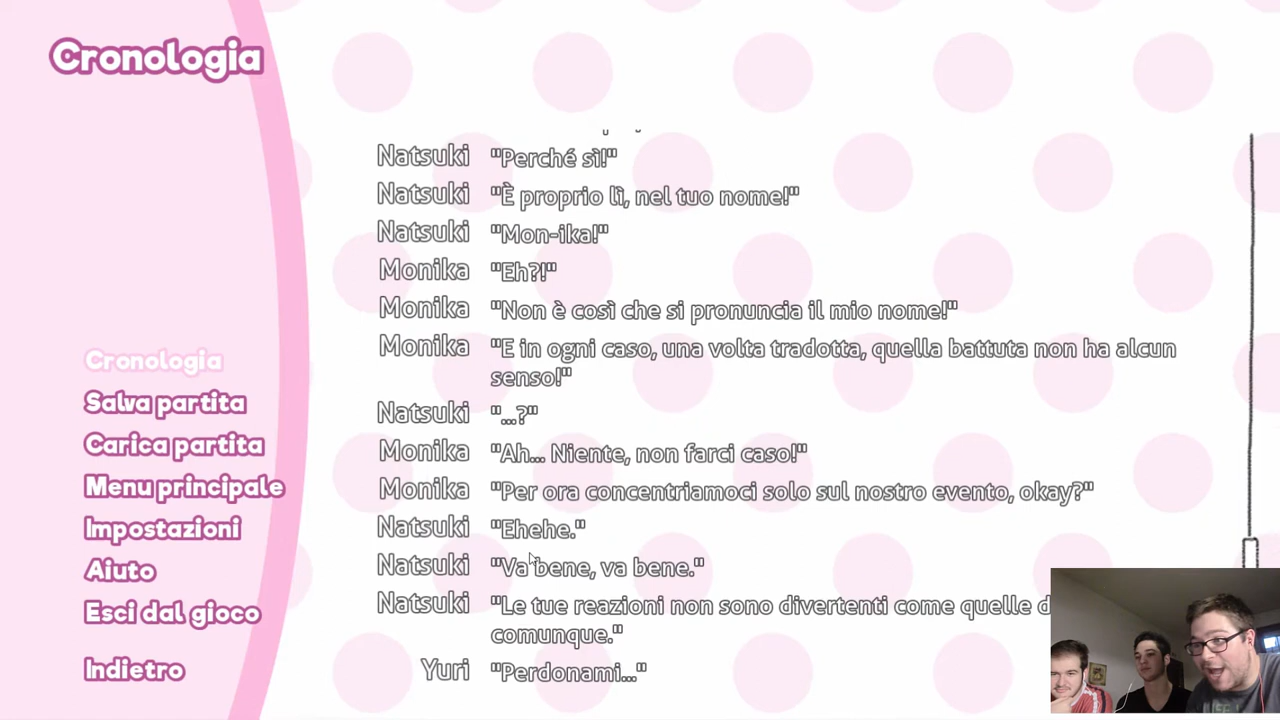 Cronologia
Natsuki "Perché sì!"
Natsuki "È proprio lì, nel tuo nome!"
Natsuki "Mon-ika!"
Monika "Eh?!"
Monika "Non è così che si pronuncia il mio nome!"
Monika "E in ogni caso, una volta tradotta, quella battuta non ha alcun
senso!"
Natsuki "...?"
Monika "Ah... Niente, non farci caso!"
Monika "Per ora concentriamoci solo sul nostro evento, okay?"
Natsuki "Ehehe."
Natsuki "Va bene, va bene."
Natsuki "Le tue reazioni non sono divertenti come quelle
comunque."
Yuri "Perdonami..."
Cronologia
Salva partita
Carica partita
Menu principale
Impostazioni
Aiuto
Esci dal gioco
Indietro